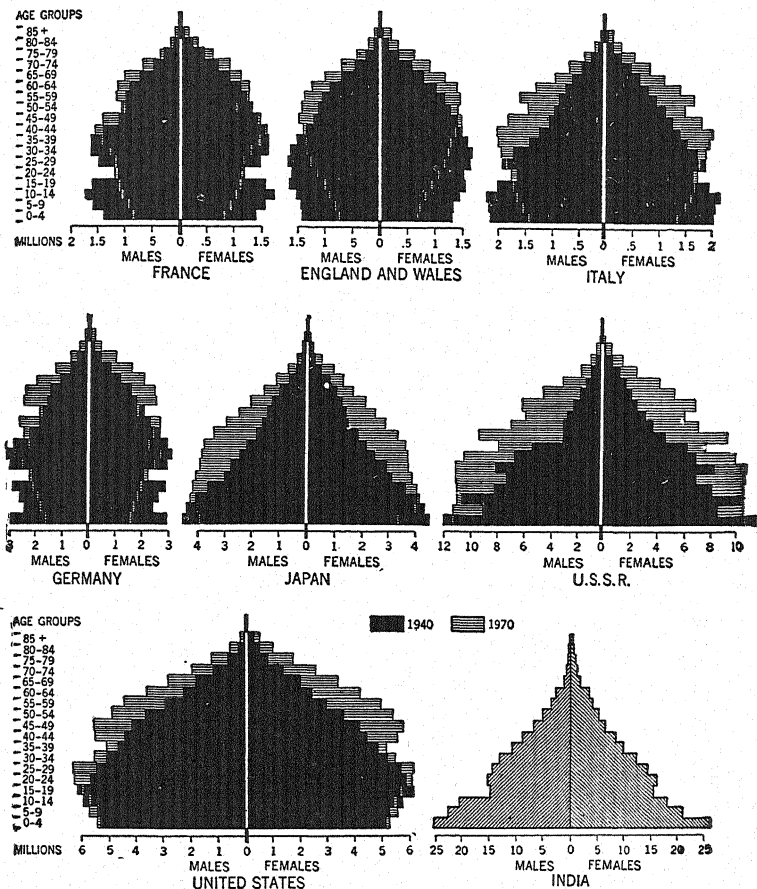 AGE GROUPS
85 +
80-84
75-79
70-74
65-69
60-64
55-59
50-54
45-49
40-44
35-39
30-34
25-29
20-24
15-19
10-14
5-9
0-4
MILLIONS 2 1.5 1 5 0 .5 1 1.5
MALES FEMALES
FRANCE
1.5 1 .5 0 .5 1 1.5
MALES FEMALES
ENGLAND AND WALES
2 1.5 1 .5 0 .5 1 1 5 2
MALES FEMALES
ITALY
3 2 1 0 1 2 3
MALES FEMALES
GERMANY
4 3 2 1 0 1 2 3 4
MALES FEMALES
JAPAN
12 10 8 6 4 2 0 2 4 6 8 10
MALES FEMALES
U.S.S.R.
AGE GROUPS
85 +
80-84
75-79
70-74
65-69
60-64
55-59
50-54
45-49
40-44
35-39
30-34
25-29
20-24
15-19
10-14
5-9
0-4
1940 1970
MILLIONS 6 5 4 3 2 1 0 1 2 3 4 5 6
MALES FEMALES
UNITED STATES
25 20 15 10 5 0 5 10 15 20 25
MALES FEMALES
INDIA